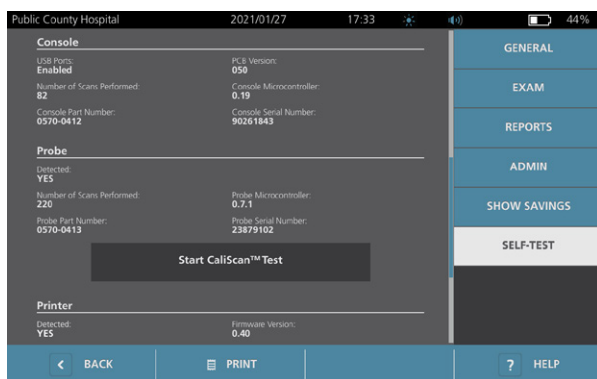 Public County Hospital 2021/01/27 17:33 44%
Console
USB Ports: PCB Version:
Enabled 050
Number of Scans Performed: Console Microcontroller:
82 0.19
Console Part Number: Console Serial Number:
0570-0412 90261843
Probe
Detected:
YES
Number of Scans Performed: Probe Microcontroller:
220 0.7.1
Probe Part Number: Probe Serial Number:
0570-0413 23879102
Start CaliScan™Test
Printer
Detected: Firmware Version:
YES 0.40
GENERAL
EXAM
REPORTS
ADMIN
SHOW SAVINGS
SELF-TEST
< BACK PRINT ? HELP